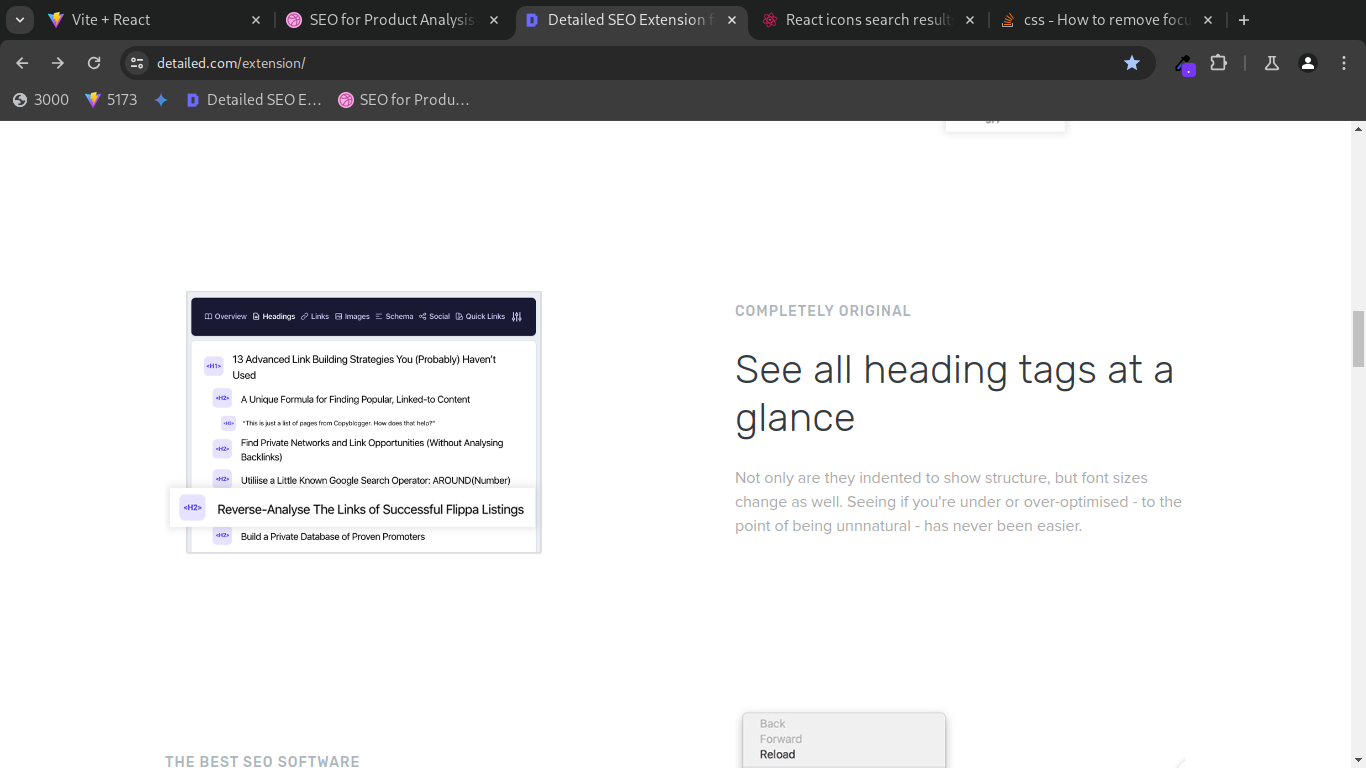 Vite + React
SEO for Product Analysis
Detailed SEO Extension f
React icons search result
css - How to remove focu
detailed.com/extension/
3000
5173
Detailed SEO E…
SEO for Produ…
Overview
Headings
Links
Images
Schema
Social
Quick Links
<H1>
13 Advanced Link Building Strategies You (Probably) Haven't
Used
<H2>
A Unique Formula for Finding Popular, Linked-to Content
"This is just a list of pages from Copyblogger. How does that help?"
<H2>
Find Private Networks and Link Opportunities (Without Analysing
Backlinks)
<H2>
Utiliise a Little Known Google Search Operator: AROUND(Number)
<H2>
Reverse-Analyse The Links of Successful Flippa Listings
<H2>
Build a Private Database of Proven Promoters
COMPLETELY ORIGINAL
See all heading tags at a
glance
Not only are they indented to show structure, but font sizes
change as well. Seeing if you're under or over-optimised - to the
point of being unnnatural - has never been easier.
THE BEST SEO SOFTWARE
Back
Forward
Reload